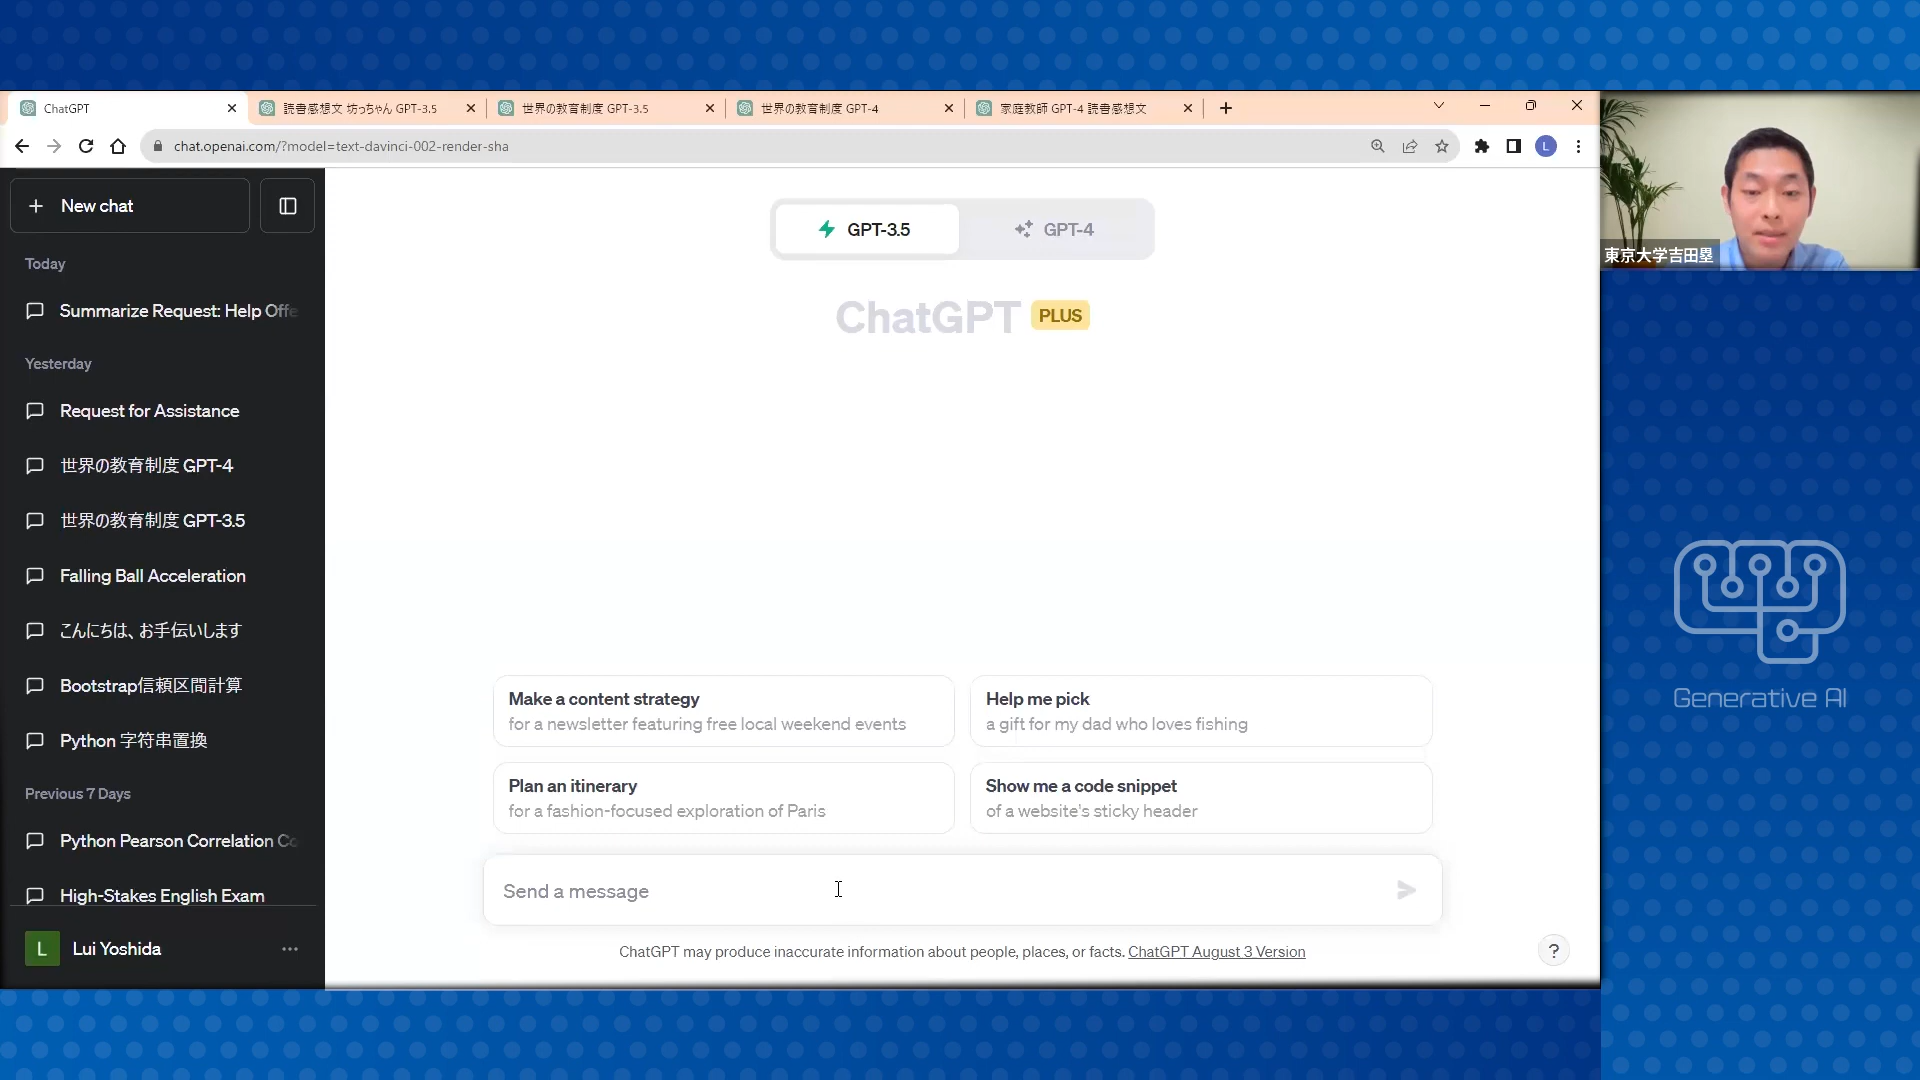 ChatGPT
読書感想文 坊っちゃん GPT-3.5
世界の教育制度 GPT-3.5
世界の教育制度 GPT-4
家庭教師 GPT-4 読書感想文
chat.openai.com/?model=text-davinci-002-render-sha
L
New chat
Today
Summarize Request: Help Offe
Yesterday
Request for Assistance
世界の教育制度 GPT-4
世界の教育制度 GPT-3.5
Falling Ball Acceleration
こんにちは、お手伝いします
Bootstrap信頼区間計算
Python 字符串置換
Previous 7 Days
Python Pearson Correlation Co
High-Stakes English Exam
L
Lui Yoshida
GPT-3.5
GPT-4
ChatGPT PLUS
Make a content strategy
for a newsletter featuring free local weekend events
Help me pick
a gift for my dad who loves fishing
Plan an itinerary
for a fashion-focused exploration of Paris
Show me a code snippet
of a website's sticky header
Send a message
ChatGPT may produce inaccurate information about people, places, or facts. ChatGPT August 3 Version
?
東京大学吉田塁
Generative AI